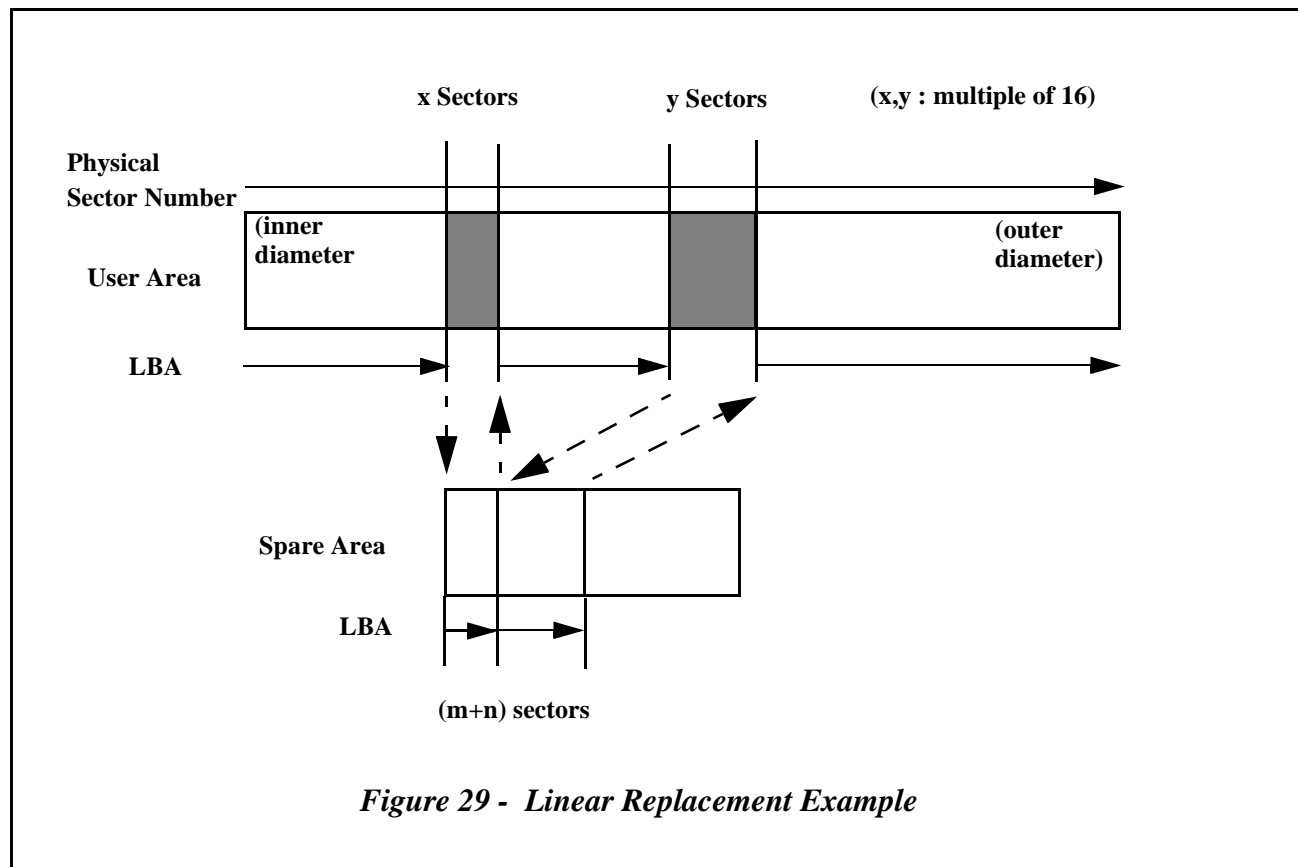 x Sectors y Sectors (x,y : multiple of 16)
Physical
Sector Number
(inner
diameter
(outer
diameter)
User Area
LBA
Spare Area
LBA
(m+n) sectors
Figure 29 - Linear Replacement Example